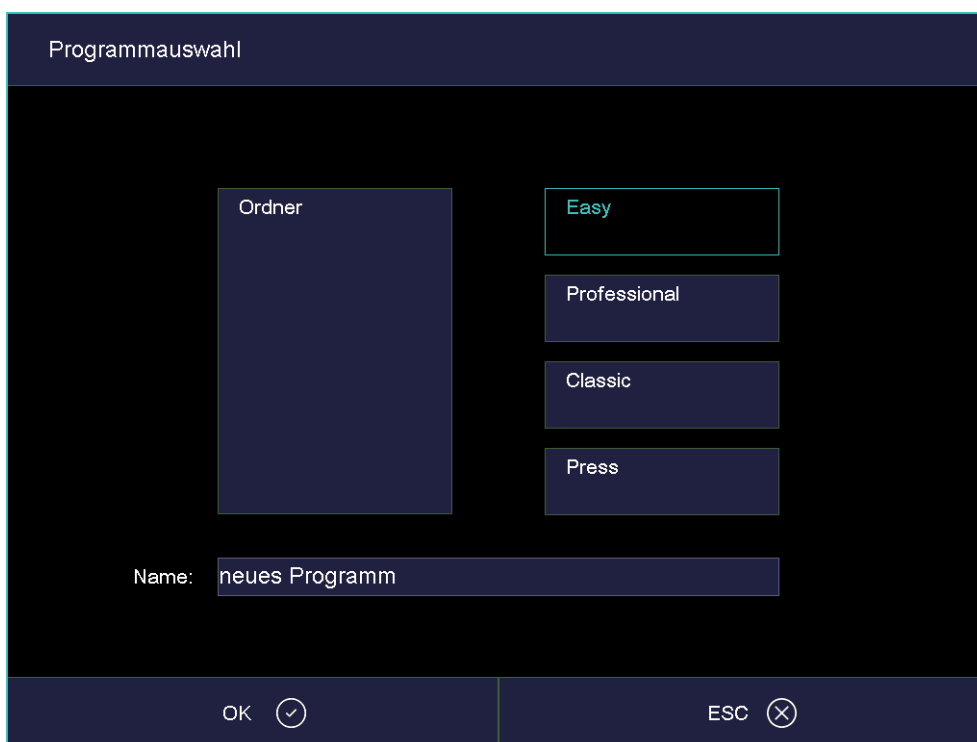 Programmauswahl
Ordner
Easy
Professional
Classic
Press
Name: neues Programm
OK
ESC